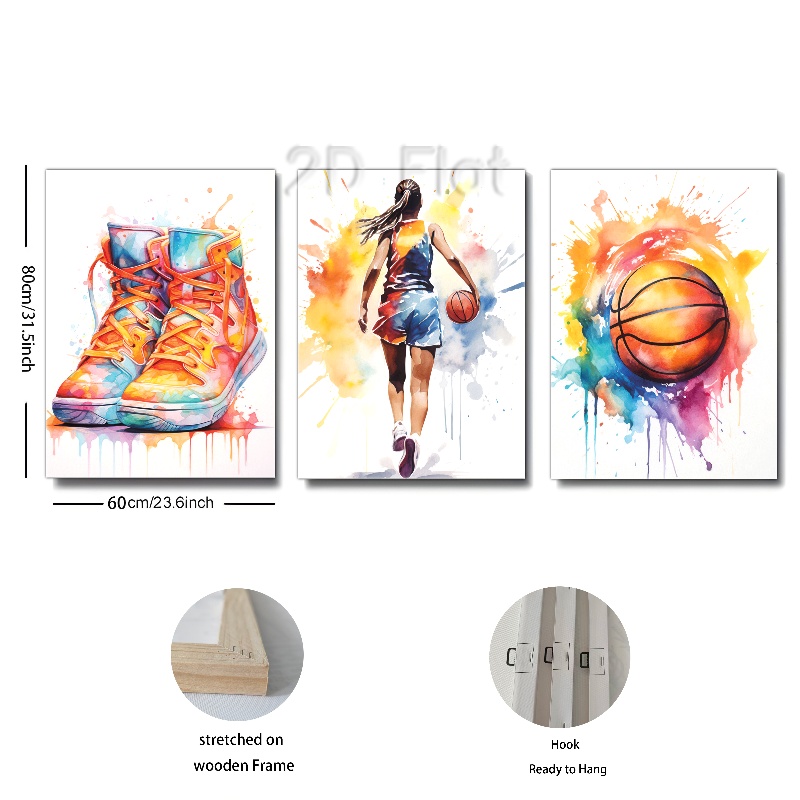 2D Flat
80cm/31.5inch
60cm/23.6inch
stretched on
wooden Frame
Hook
Ready to Hang